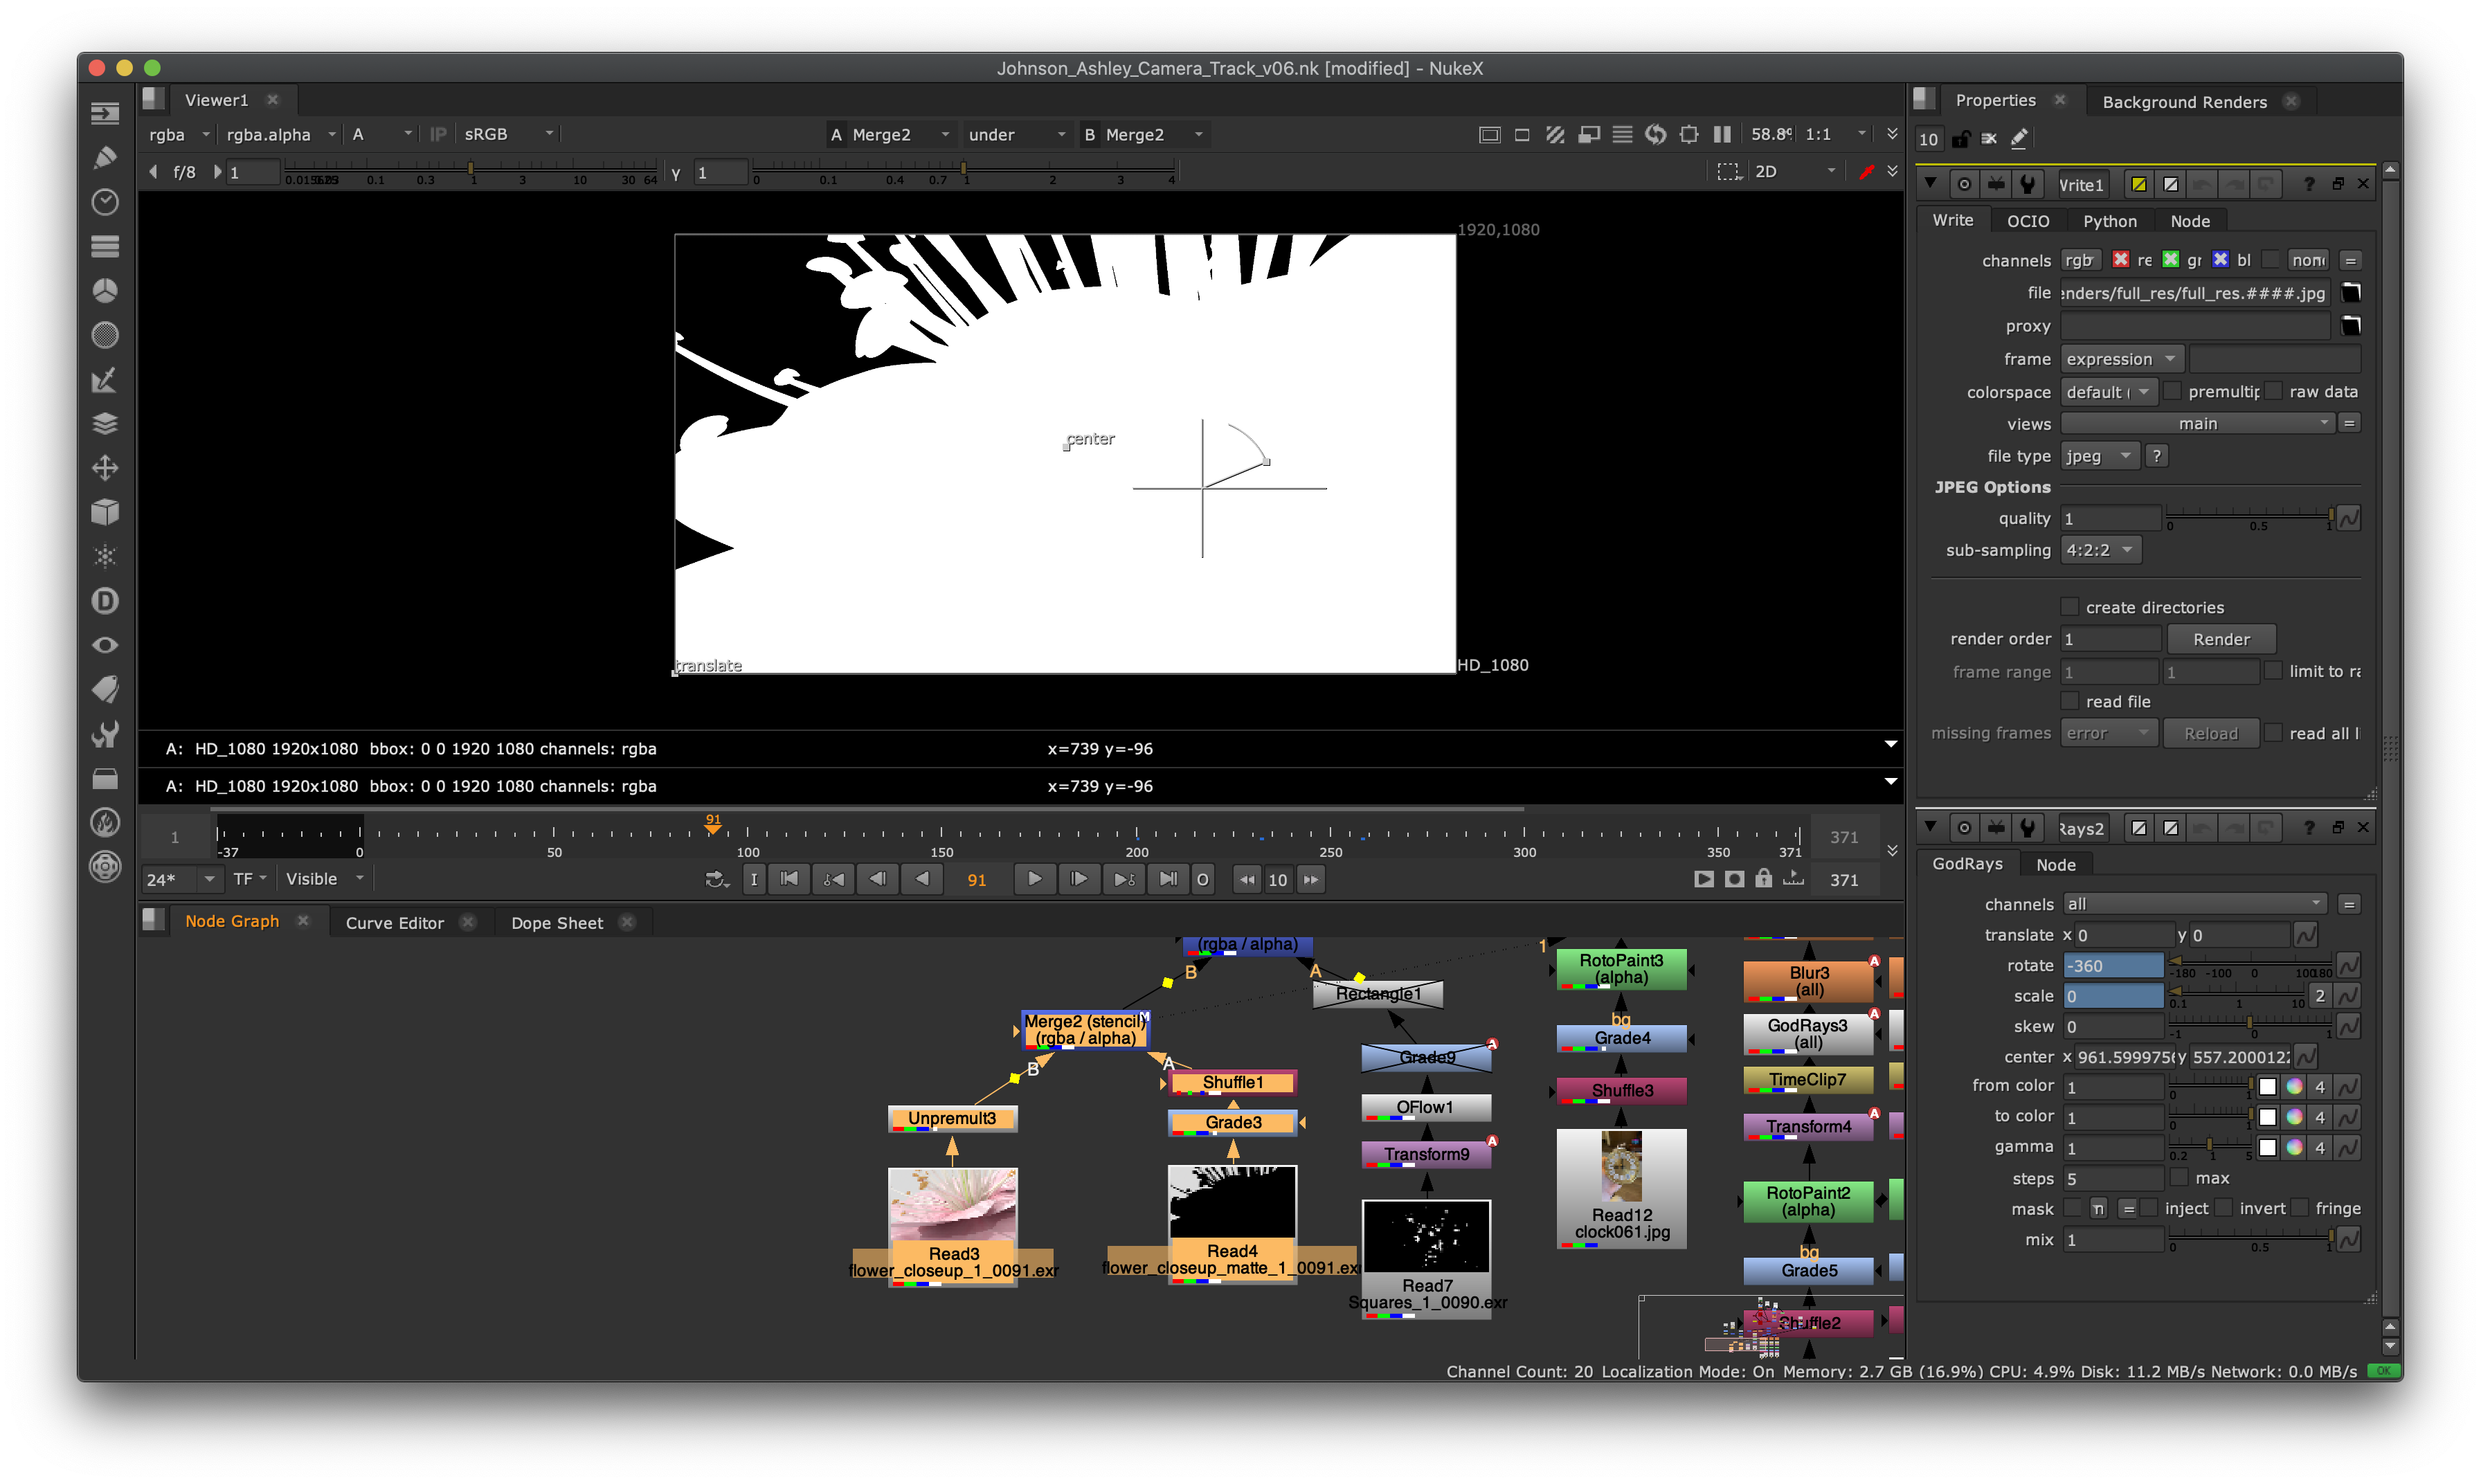 Johnson_Ashley_Camera_Track_v06.nk [modified] - NukeX
Viewer1
rgba rgba.alpha A IP sRGB A Merge2 under B Merge2 58.8% 1:1
f/8 1 0.1 0.3 1 3 10 30 64 γ 1 0 0.1 0.4 0.7 1 2 3 4 2D
1920,1080
center
translate
HD_1080
A: HD_1080 1920x1080 bbox: 0 0 1920 1080 channels: rgba x=739 y=-96
A: HD_1080 1920x1080 bbox: 0 0 1920 1080 channels: rgba x=739 y=-96
91
1 371
-37 0 50 100 150 200 250 300 350 371
24* TF Visible I 91 O 10 371
Node Graph Curve Editor Dope Sheet
(rgba / alpha)
B A
Rectangle1
Merge2 (stencil) M
(rgba / alpha)
B A
Unpremult3
Shuffle1
Grade3
Read3
flower_closeup_1_0091.exr
Read4
flower_closeup_matte_1_0091.exr
Grade9 A
OFlow1
Transform9 A
Read7
Squares_1_0090.exr
1
RotoPaint3
(alpha)
bg
Grade4
Shuffle3
Read12
clock061.jpg
Blur3 A
(all)
GodRays3 A
(all)
TimeClip7
Transform4 A
RotoPaint2
(alpha)
bg
Grade5
Shuffle2
Properties Background Renders
10
Write1 ?
Write OCIO Python Node
channels rgb re gr bl none =
file enders/full_res/full_res.####.jpg
proxy
frame expression
colorspace default ( premultip raw data
views main =
file type jpeg ?
JPEG Options
quality 1 0 0.5 1
sub-sampling 4:2:2
create directories
render order 1 Render
frame range 1 1 limit to ra
read file
missing frames error Reload read all li
Rays2 ?
GodRays Node
channels all =
translate x 0 y 0
rotate -360 -180 -100 0 100 180
scale 0 0.1 1 10 2
skew 0 -1 0 1
center x 961.5999756 y 557.2000122
from color 1 0 1 4
to color 1 0 1 4
gamma 1 0.2 1 5 4
steps 5 max
mask = inject invert fringe
mix 1 0 0.5 1
Channel Count: 20 Localization Mode: On Memory: 2.7 GB (16.9%) CPU: 4.9% Disk: 11.2 MB/s Network: 0.0 MB/s OK